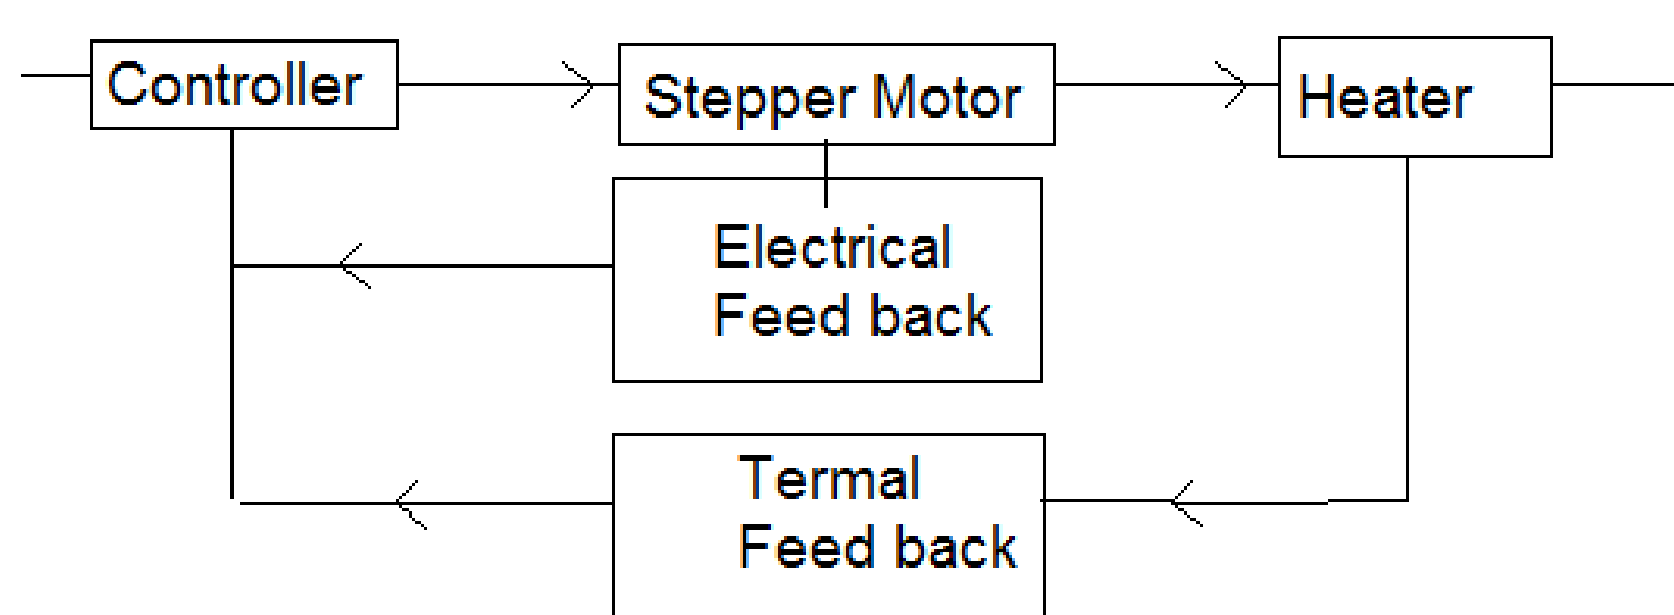 Controller
Stepper Motor
Heater
Electrical
Feed back
Termal
Feed back